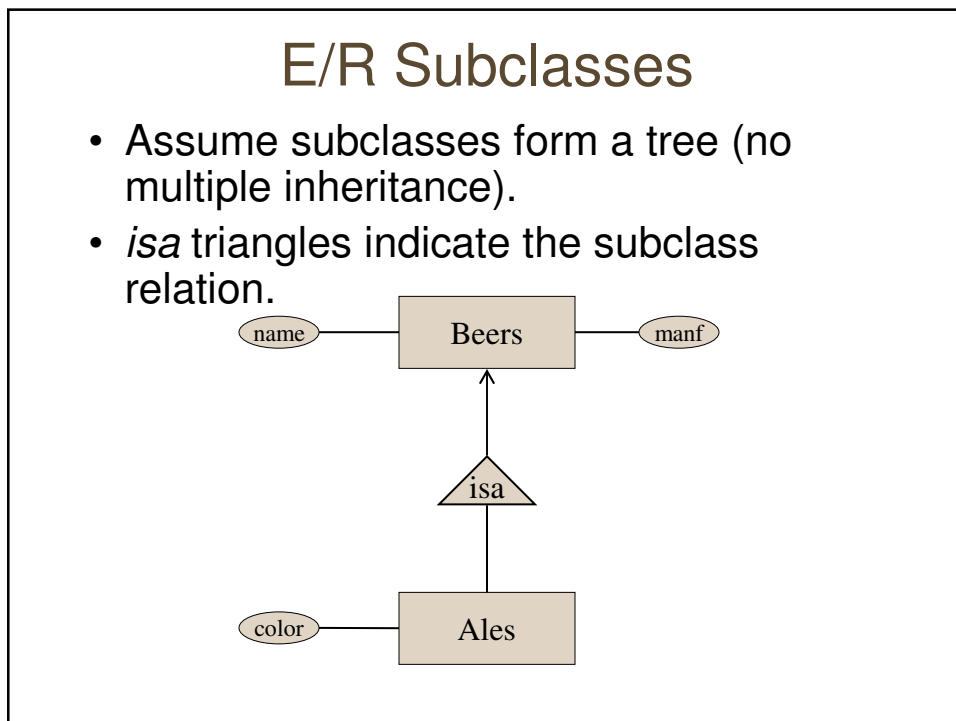 E/R Subclasses
• Assume subclasses form a tree (no
multiple inheritance).
• isa triangles indicate the subclass
relation.
name
Beers
manf
isa
color
Ales